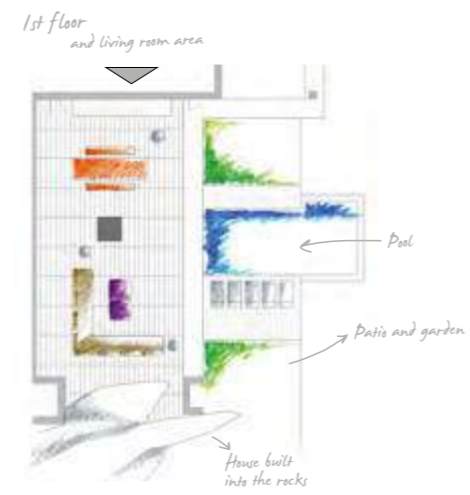 1st floor
and living room area
Pool
Patio and garden
House built
into the rocks